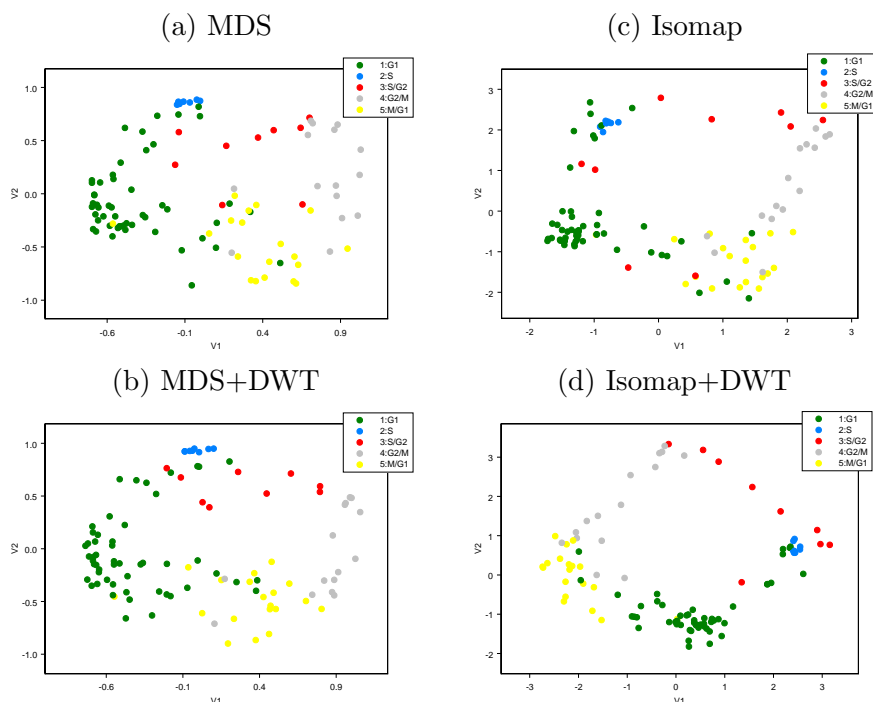 (a) MDS
1:G1
2:S
3:S/G2
4:G2/M
5:M/G1
1.0
0.5
0.0
-0.5
-1.0
V2
-0.6
-0.1
0.4
0.9
V1
(c) Isomap
1:G1
2:S
3:S/G2
4:G2/M
5:M/G1
3
2
1
0
-1
-2
V2
-2
-1
0
1
2
3
V1
(b) MDS+DWT
1:G1
2:S
3:S/G2
4:G2/M
5:M/G1
1.0
0.5
0.0
-0.5
-1.0
V2
-0.6
-0.1
0.4
0.9
V1
(d) Isomap+DWT
1:G1
2:S
3:S/G2
4:G2/M
5:M/G1
3
2
1
0
-1
-2
V2
-3
-2
-1
0
1
2
3
V1